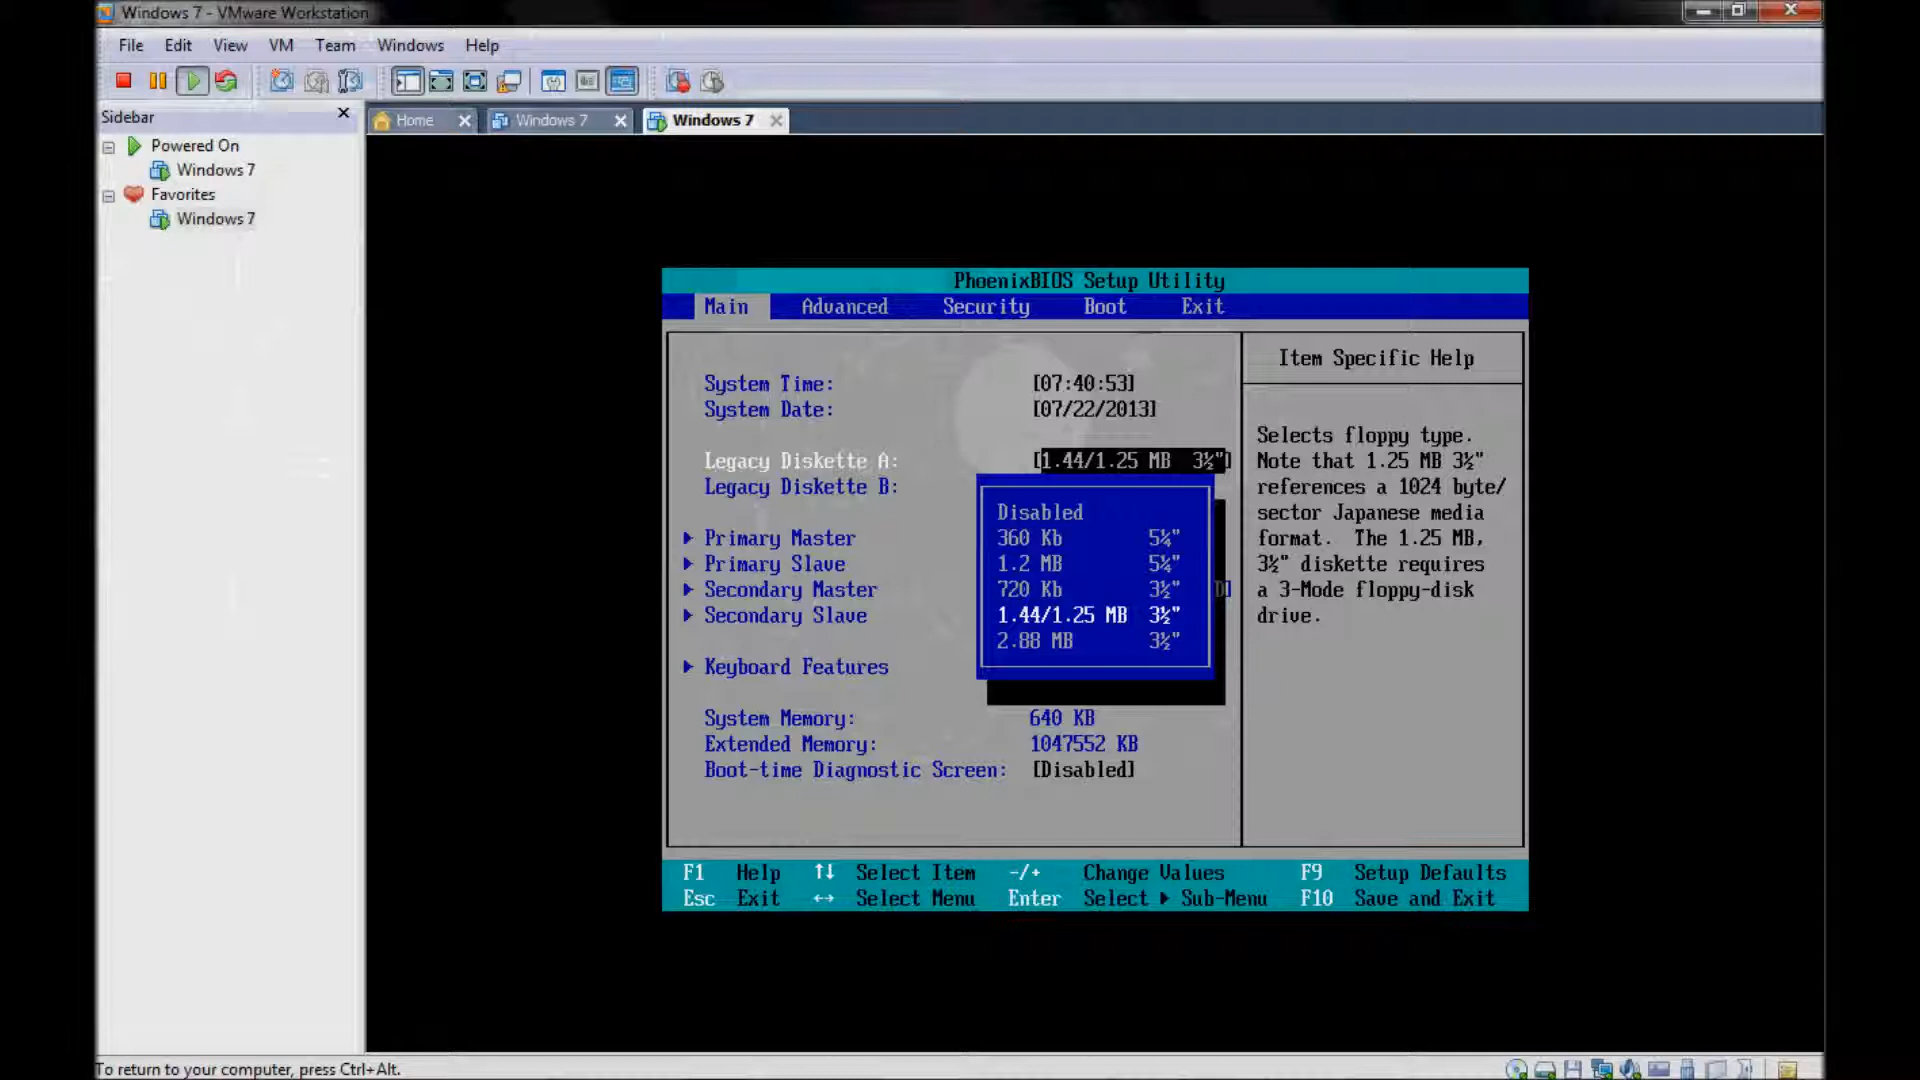 Windows 7 - VMware Workstation
File Edit View VM Team Windows Help
Sidebar
Home Windows 7 Windows 7
Powered On
Windows 7
Favorites
Windows 7
PhoenixBIOS Setup Utility
Main Advanced Security Boot Exit
Item Specific Help
System Time: [07:40:53]
System Date: [07/22/2013]
Legacy Diskette A: [1.44/1.25 MB 3½"]
Legacy Diskette B:
Disabled
360 Kb 5¼"
1.2 MB 5¼"
720 Kb 3½"
1.44/1.25 MB 3½"
2.88 MB 3½"
Primary Master
Primary Slave
Secondary Master
Secondary Slave
Keyboard Features
System Memory: 640 KB
Extended Memory: 1047552 KB
Boot-time Diagnostic Screen: [Disabled]
Selects floppy type.
Note that 1.25 MB 3½"
references a 1024 byte/
sector Japanese media
format. The 1.25 MB,
3½" diskette requires
a 3-Mode floppy-disk
drive.
F1 Help ↑↓ Select Item -/+ Change Values F9 Setup Defaults
Esc Exit ↔ Select Menu Enter Select ▶ Sub-Menu F10 Save and Exit
To return to your computer, press Ctrl+Alt.